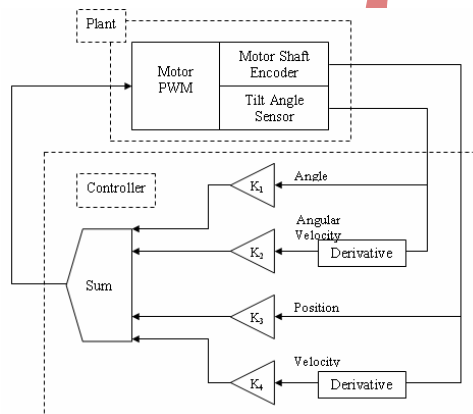 Plant
Motor
PWM
Motor Shaft
Encoder
Tilt Angle
Sensor
Controller
Sum
K1
Angle
K2
Angular
Velocity
Derivative
K3
Position
K4
Velocity
Derivative